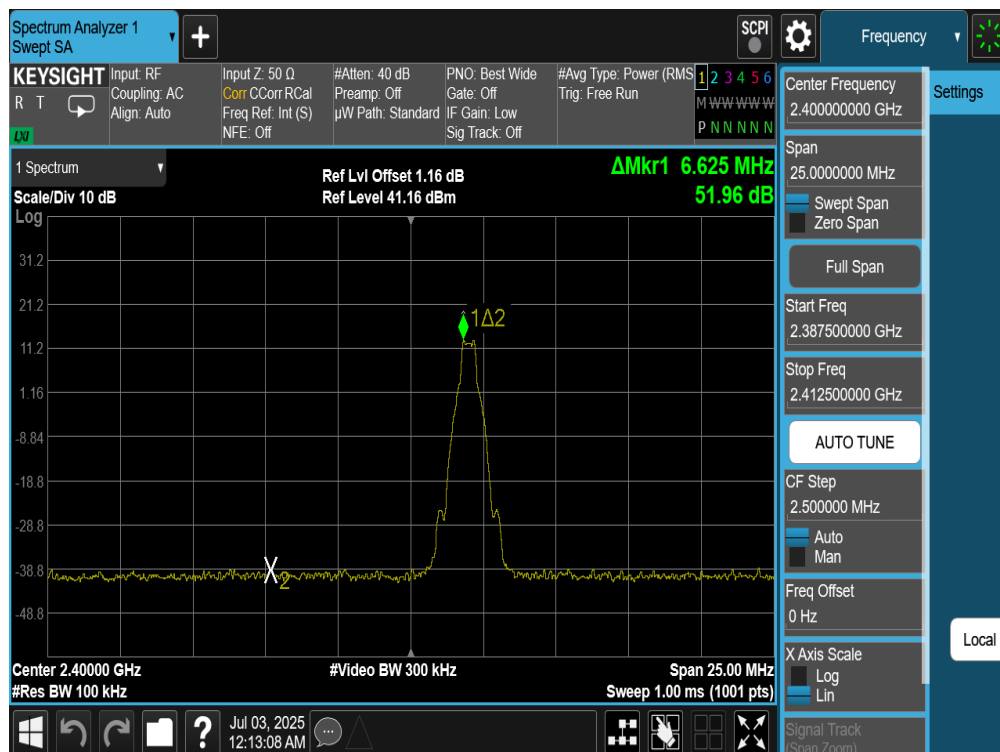 Spectrum Analyzer 1
Swept SA
+
SCPI
Frequency
KEYSIGHT
R T
LXI
Input: RF
Coupling: AC
Align: Auto
Input Z: 50 Ω
Corr CCorr RCal
Freq Ref: Int (S)
NFE: Off
#Atten: 40 dB
Preamp: Off
µW Path: Standard
PNO: Best Wide
Gate: Off
IF Gain: Low
Sig Track: Off
#Avg Type: Power (RMS
Trig: Free Run
1 2 3 4 5 6
M W W W W W W
P N N N N N
1 Spectrum
Scale/Div 10 dB
Log
Ref Lvl Offset 1.16 dB
Ref Level 41.16 dBm
ΔMkr1 6.625 MHz
51.96 dB
31.2
21.2
11.2
1.16
-8.84
-18.8
-28.8
-38.8
-48.8
1Δ2
X2
Center 2.40000 GHz
#Res BW 100 kHz
#Video BW 300 kHz
Span 25.00 MHz
Sweep 1.00 ms (1001 pts)
Center Frequency
2.400000000 GHz
Span
25.0000000 MHz
Swept Span
Zero Span
Full Span
Start Freq
2.387500000 GHz
Stop Freq
2.412500000 GHz
AUTO TUNE
CF Step
2.500000 MHz
Auto
Man
Freq Offset
0 Hz
X Axis Scale
Log
Lin
Signal Track
(Span Zoom)
Settings
Local
?
Jul 03, 2025
12:13:08 AM